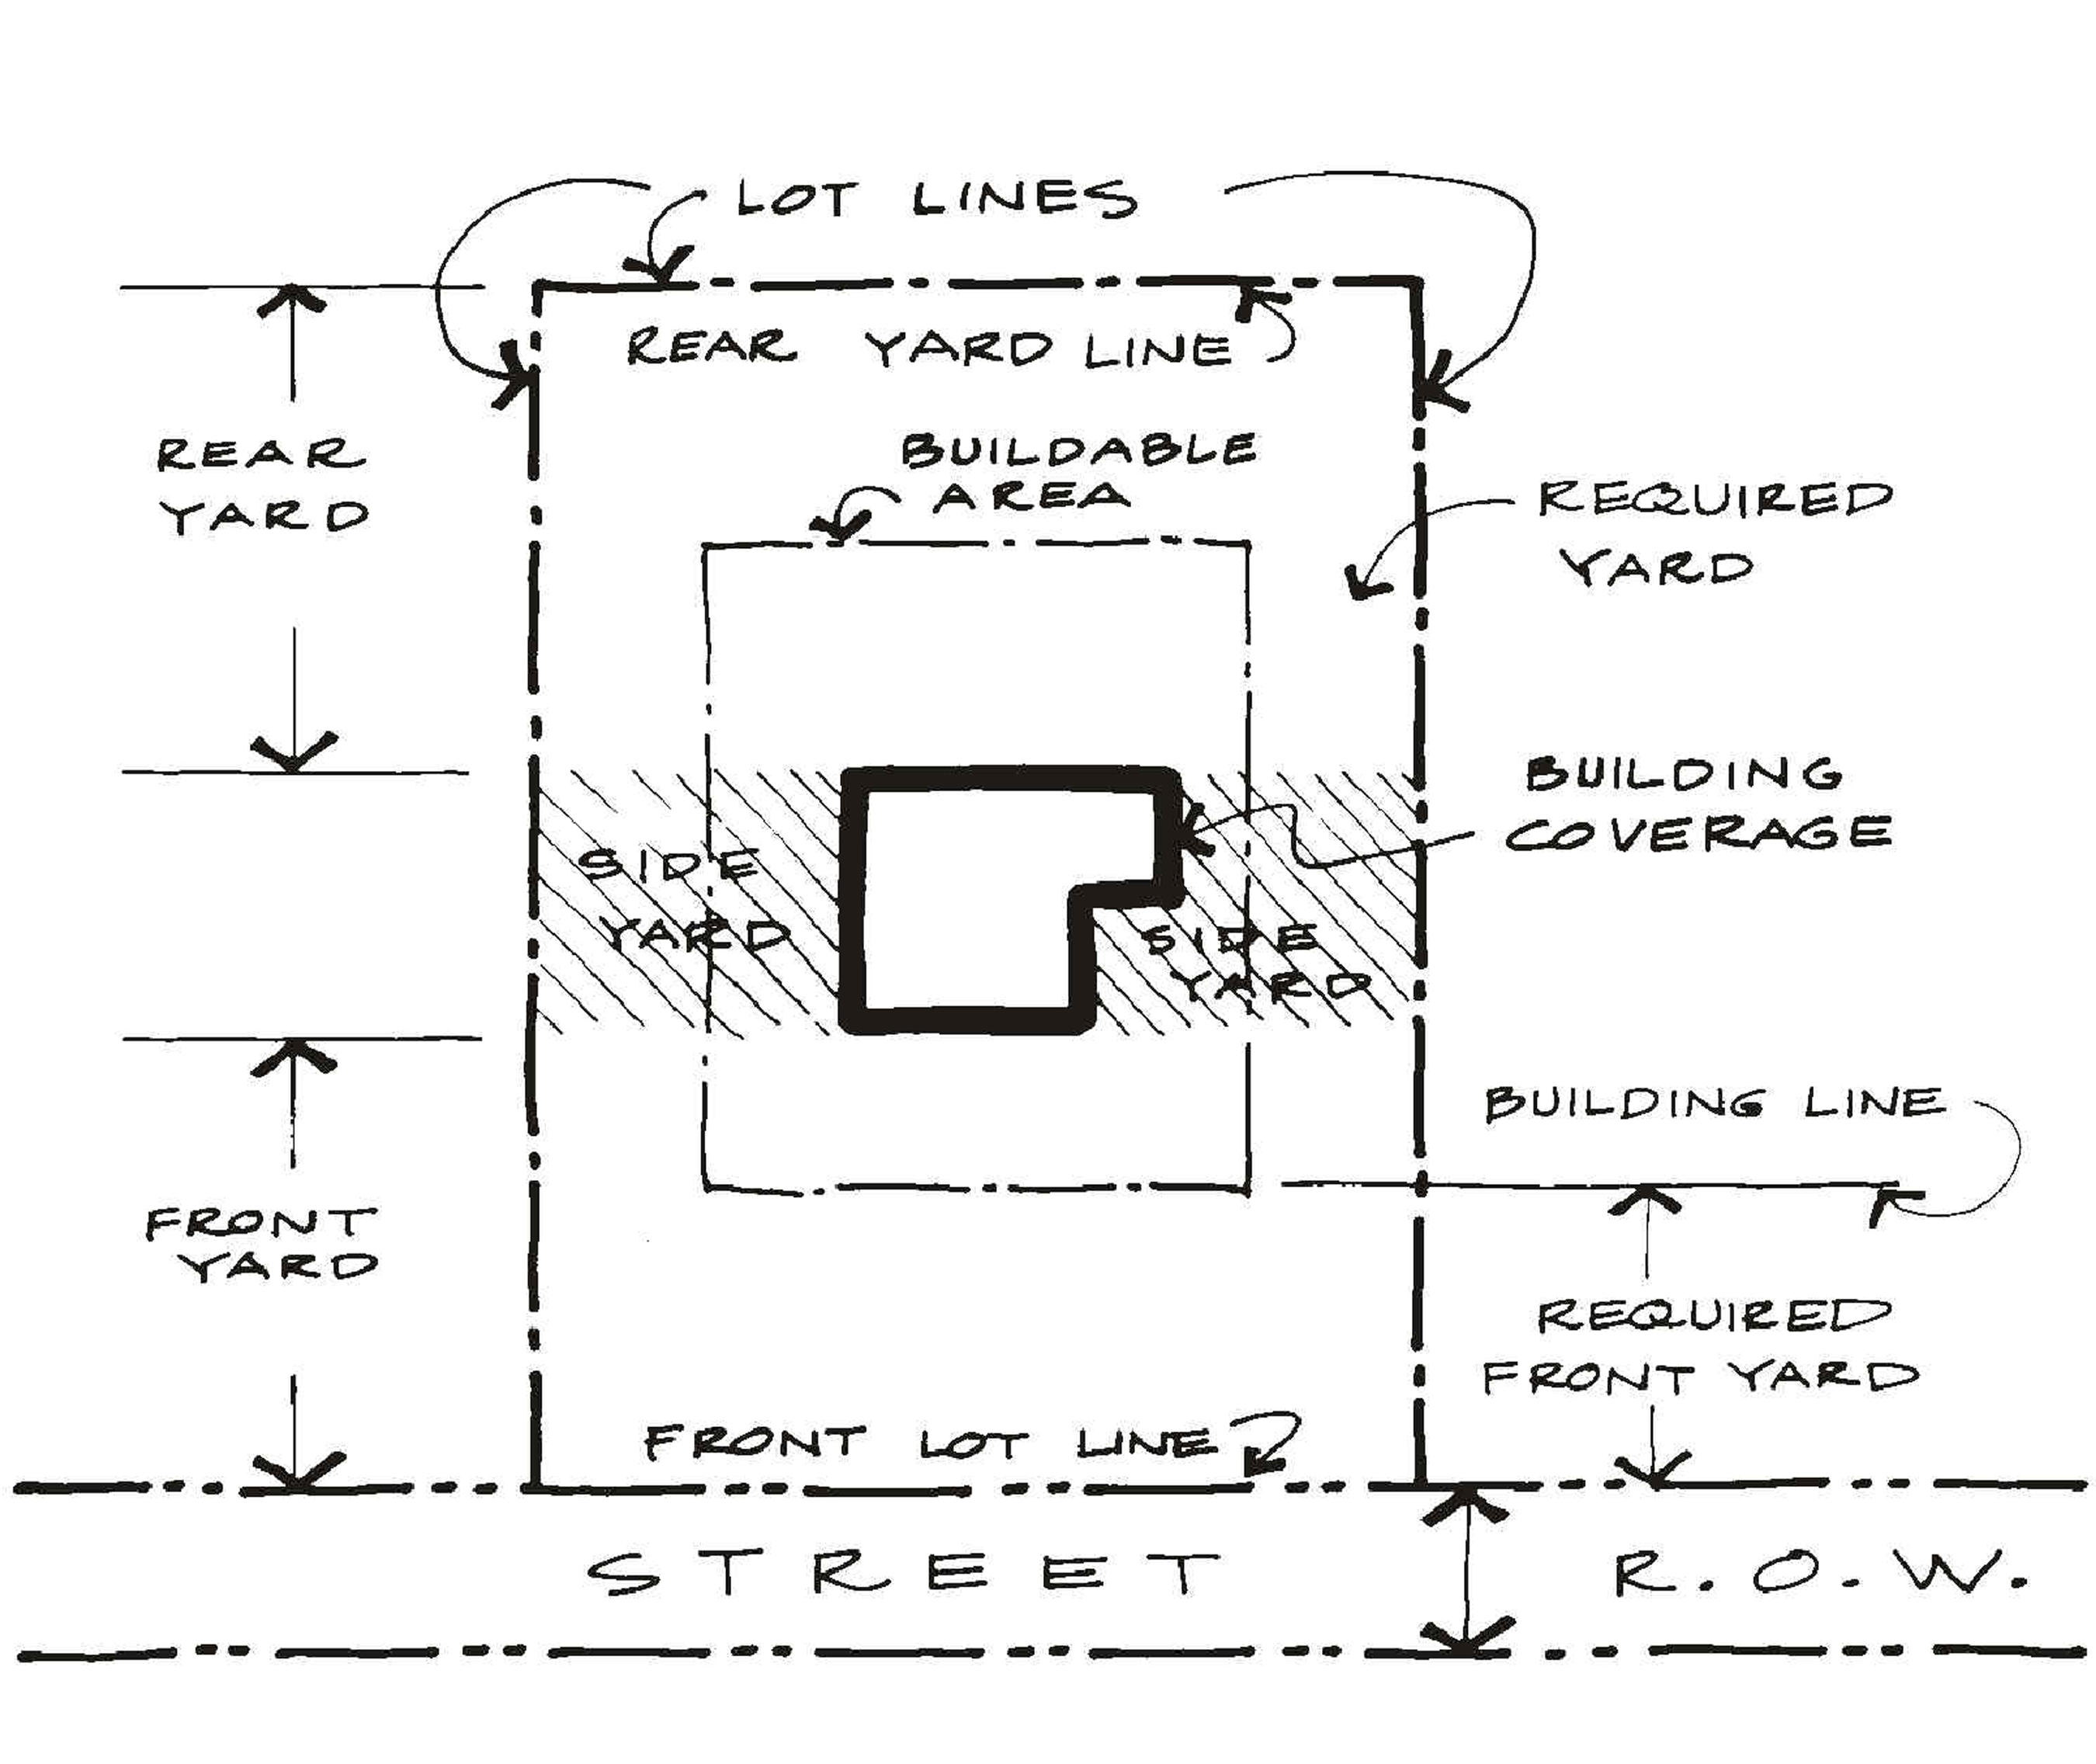 LOT LINES
REAR YARD LINE
REAR
YARD
BUILDABLE
AREA
REQUIRED
YARD
BUILDING
COVERAGE
SIDE
YARD
SIDE
YARD
BUILDING LINE
FRONT
YARD
REQUIRED
FRONT YARD
FRONT LOT LINE
STREET R.O.W.